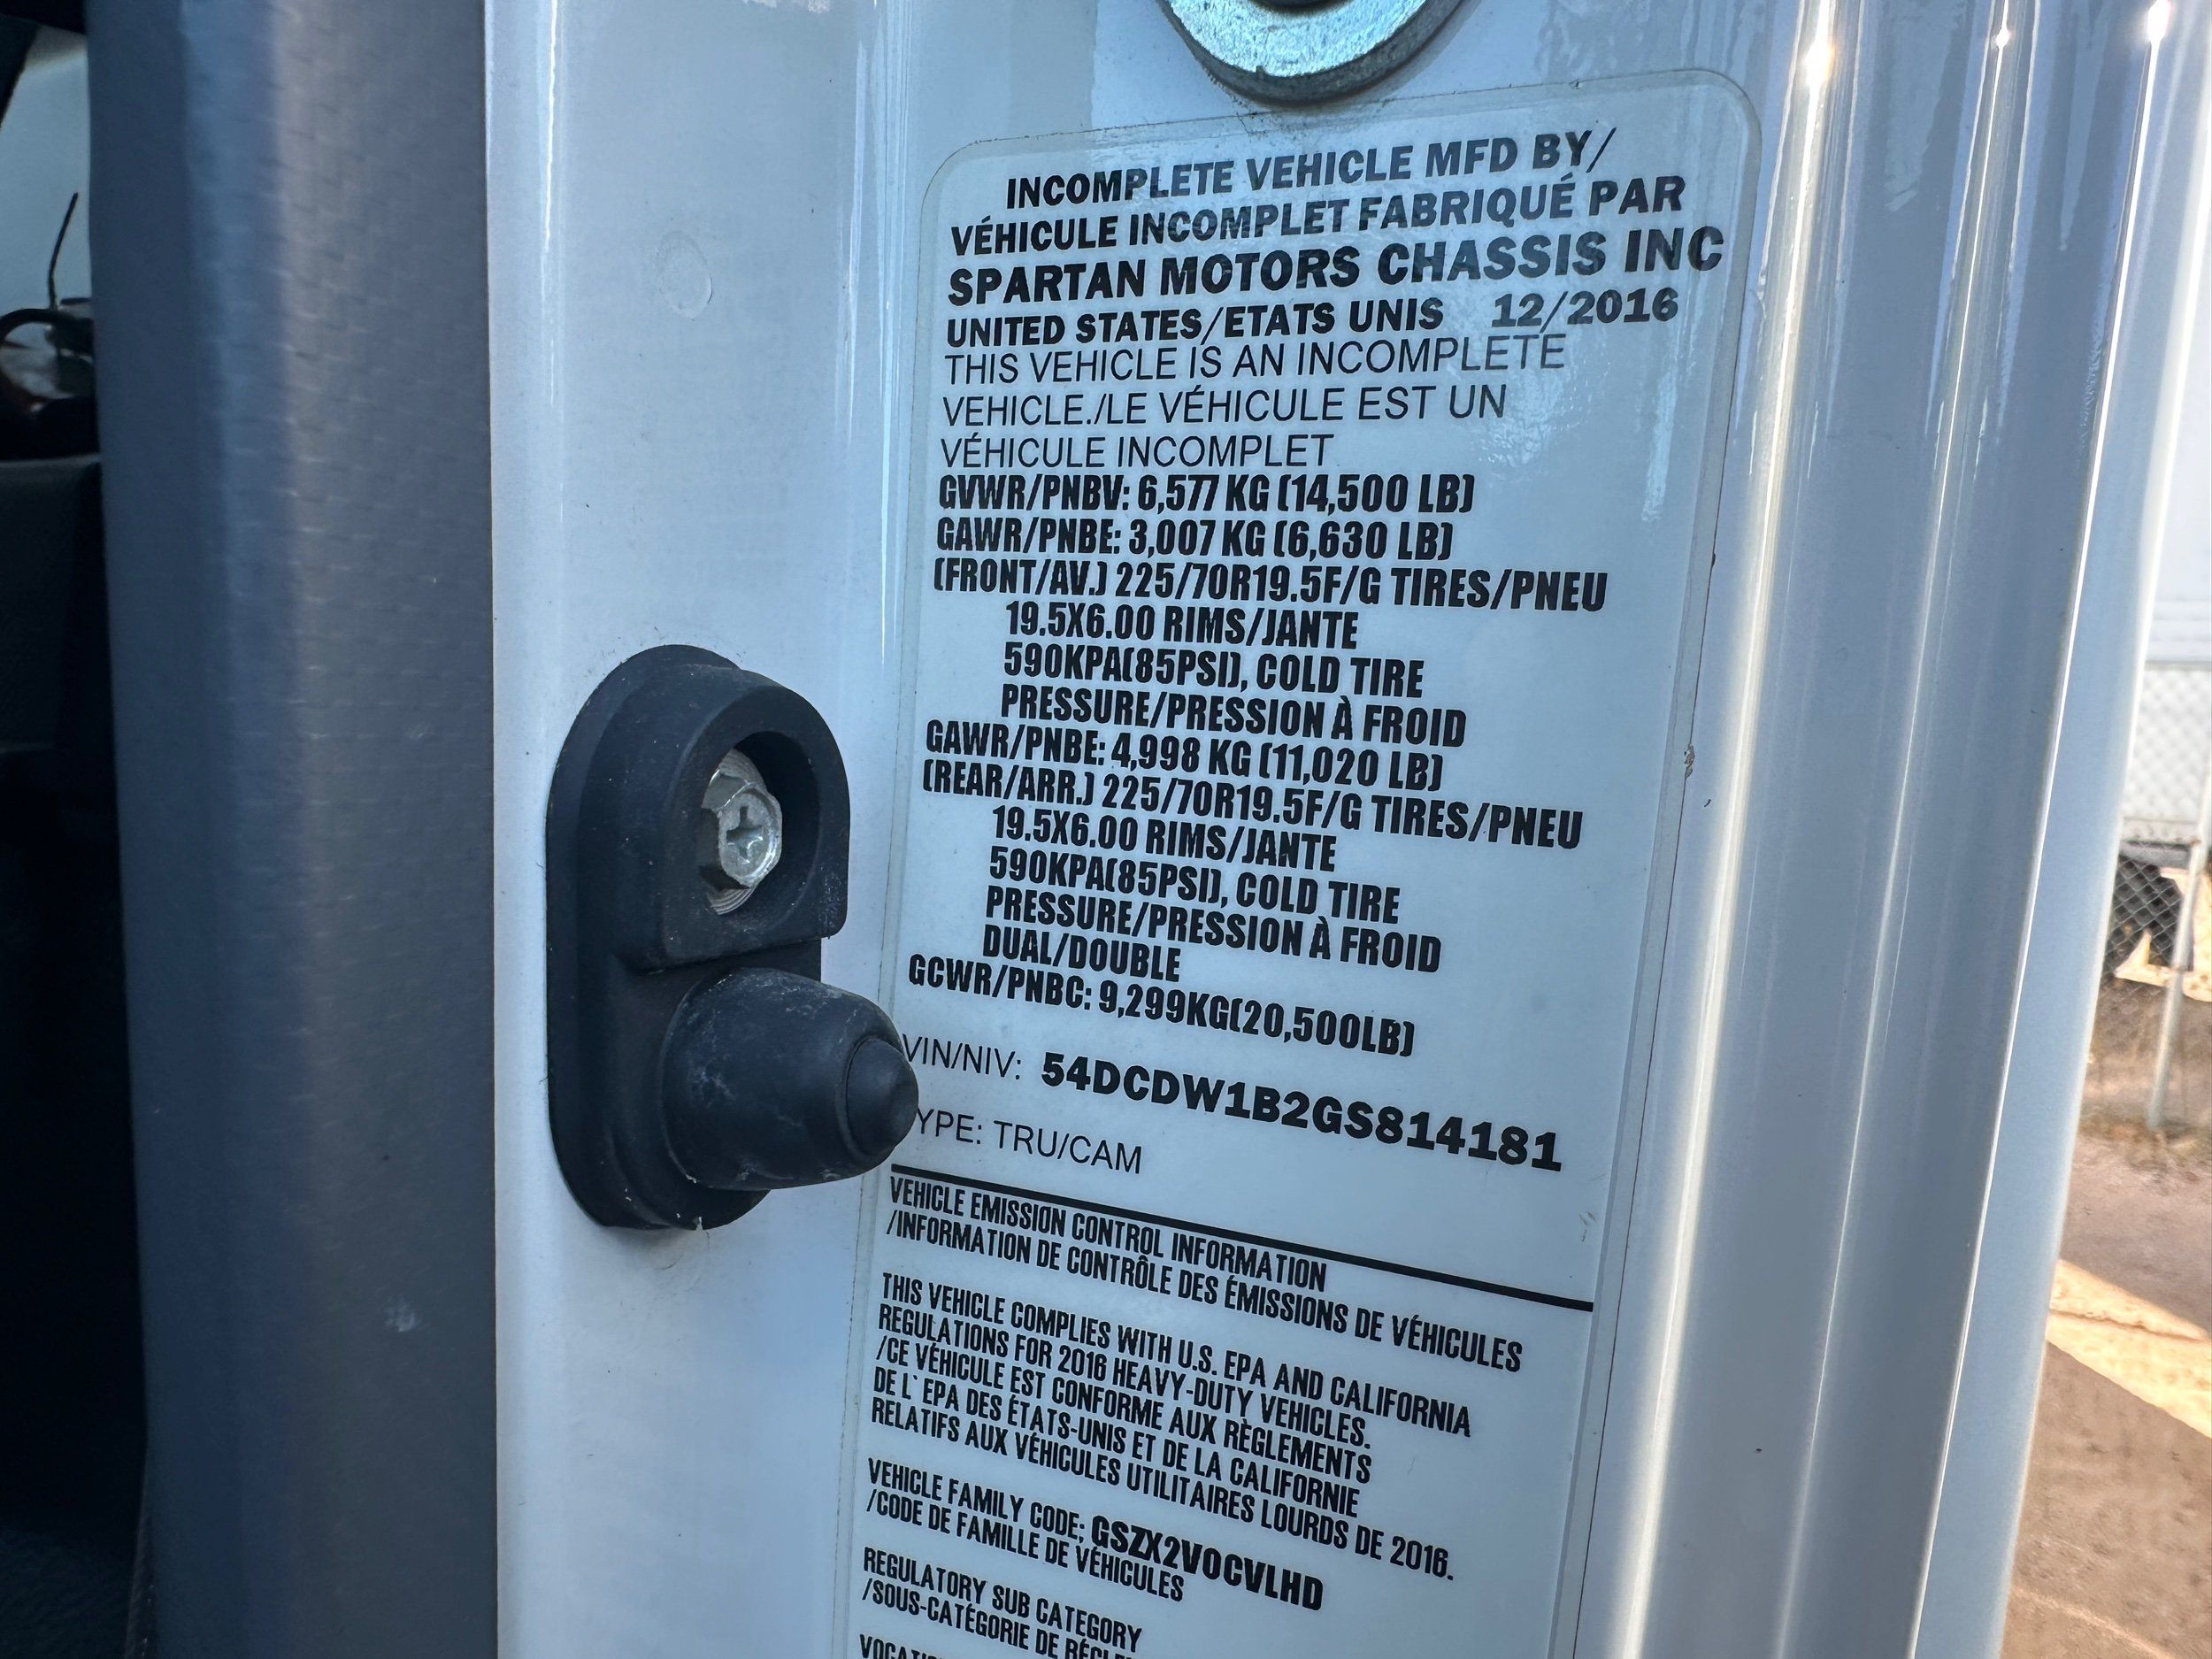 INCOMPLETE VEHICLE MFD BY/
VÉHICULE INCOMPLET FABRIQUÉ PAR
SPARTAN MOTORS CHASSIS INC
UNITED STATES/ETATS UNIS 12/2016
THIS VEHICLE IS AN INCOMPLETE
VEHICLE./LE VÉHICULE EST UN
VÉHICULE INCOMPLET
GVWR/PNBV: 6,577 KG (14,500 LB)
GAWR/PNBE: 3,007 KG (6,630 LB)
(FRONT/AV.) 225/70R19.5F/G TIRES/PNEU
19.5X6.00 RIMS/JANTE
590KPA(85PSI), COLD TIRE
PRESSURE/PRESSION À FROID
GAWR/PNBE: 4,998 KG (11,020 LB)
(REAR/ARR.) 225/70R19.5F/G TIRES/PNEU
19.5X6.00 RIMS/JANTE
590KPA(85PSI), COLD TIRE
PRESSURE/PRESSION À FROID
DUAL/DOUBLE
GCWR/PNBC: 9,299KG(20,500LB)
VIN/NIV: 54DCDW1B2GS814181
YPE: TRU/CAM
VEHICLE EMISSION CONTROL INFORMATION
/INFORMATION DE CONTRÔLE DES ÉMISSIONS DE VÉHICULES
THIS VEHICLE COMPLIES WITH U.S. EPA AND CALIFORNIA
REGULATIONS FOR 2016 HEAVY-DUTY VEHICLES.
/CE VÉHICULE EST CONFORME AUX RÈGLEMENTS
DE L`EPA DES ÉTATS-UNIS ET DE LA CALIFORNIE
RELATIFS AUX VÉHICULES UTILITAIRES LOURDS DE 2016.
VEHICLE FAMILY CODE; GSZX2VOCVLHD
/CODE DE FAMILLE DE VÉHICULES
REGULATORY SUB CATEGORY
/SOUS-CATÉGORIE DE